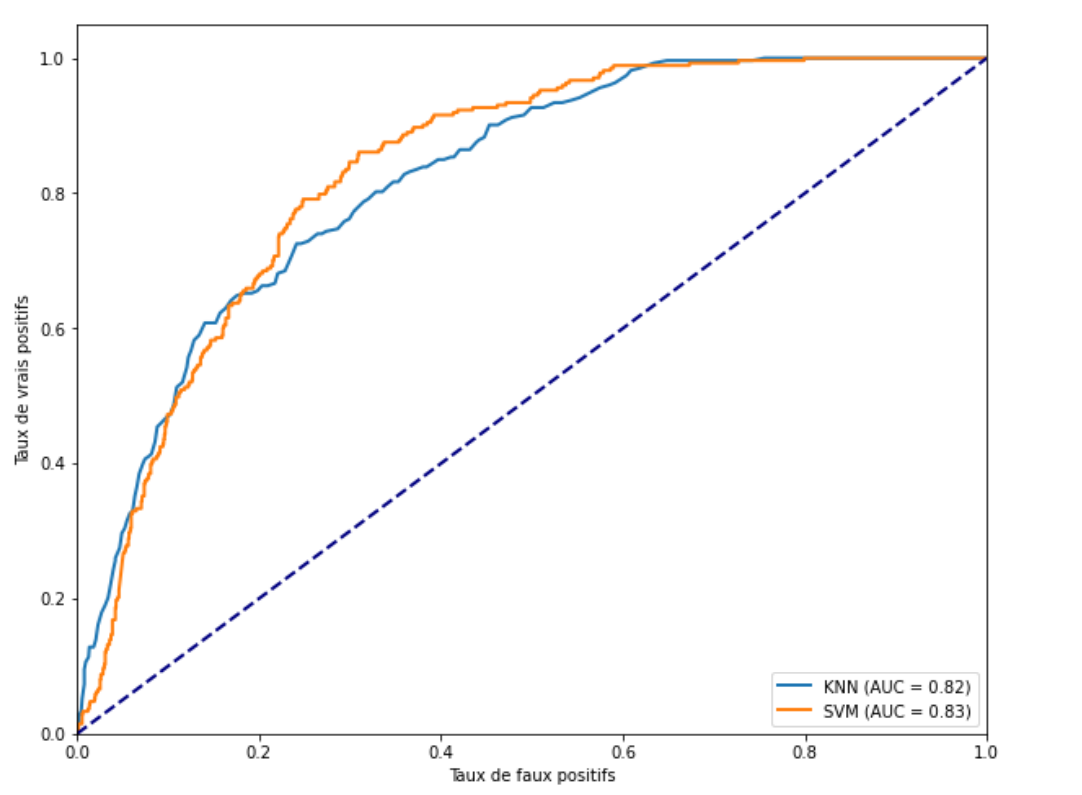 1.0
0.8
0.6
0.4
0.2
0.0
Taux de vrais positifs
0.0 0.2 0.4 0.6 0.8 1.0
Taux de faux positifs
KNN (AUC = 0.82)
SVM (AUC = 0.83)